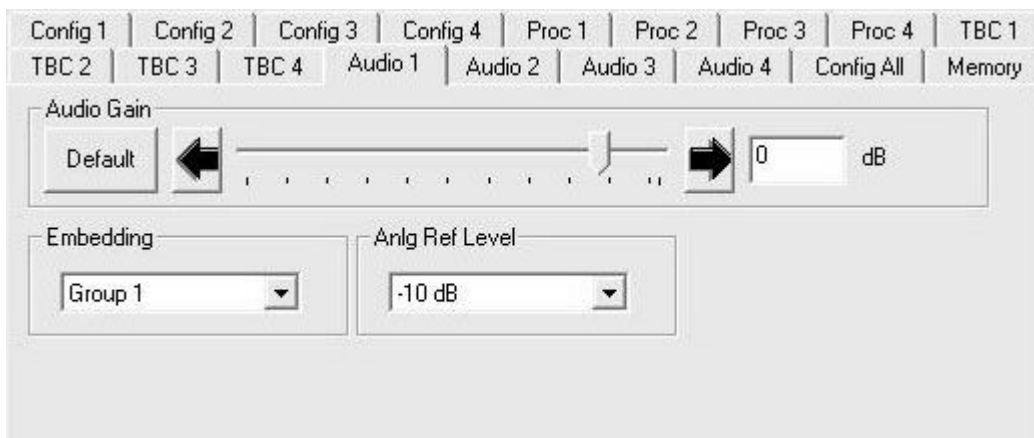 Config 1 Config 2 Config 3 Config 4 Proc 1 Proc 2 Proc 3 Proc 4 TBC 1
TBC 2 TBC 3 TBC 4 Audio 1 Audio 2 Audio 3 Audio 4 Config All Memory
Audio Gain
Default 0 dB
Embedding Anlg Ref Level
Group 1 -10 dB